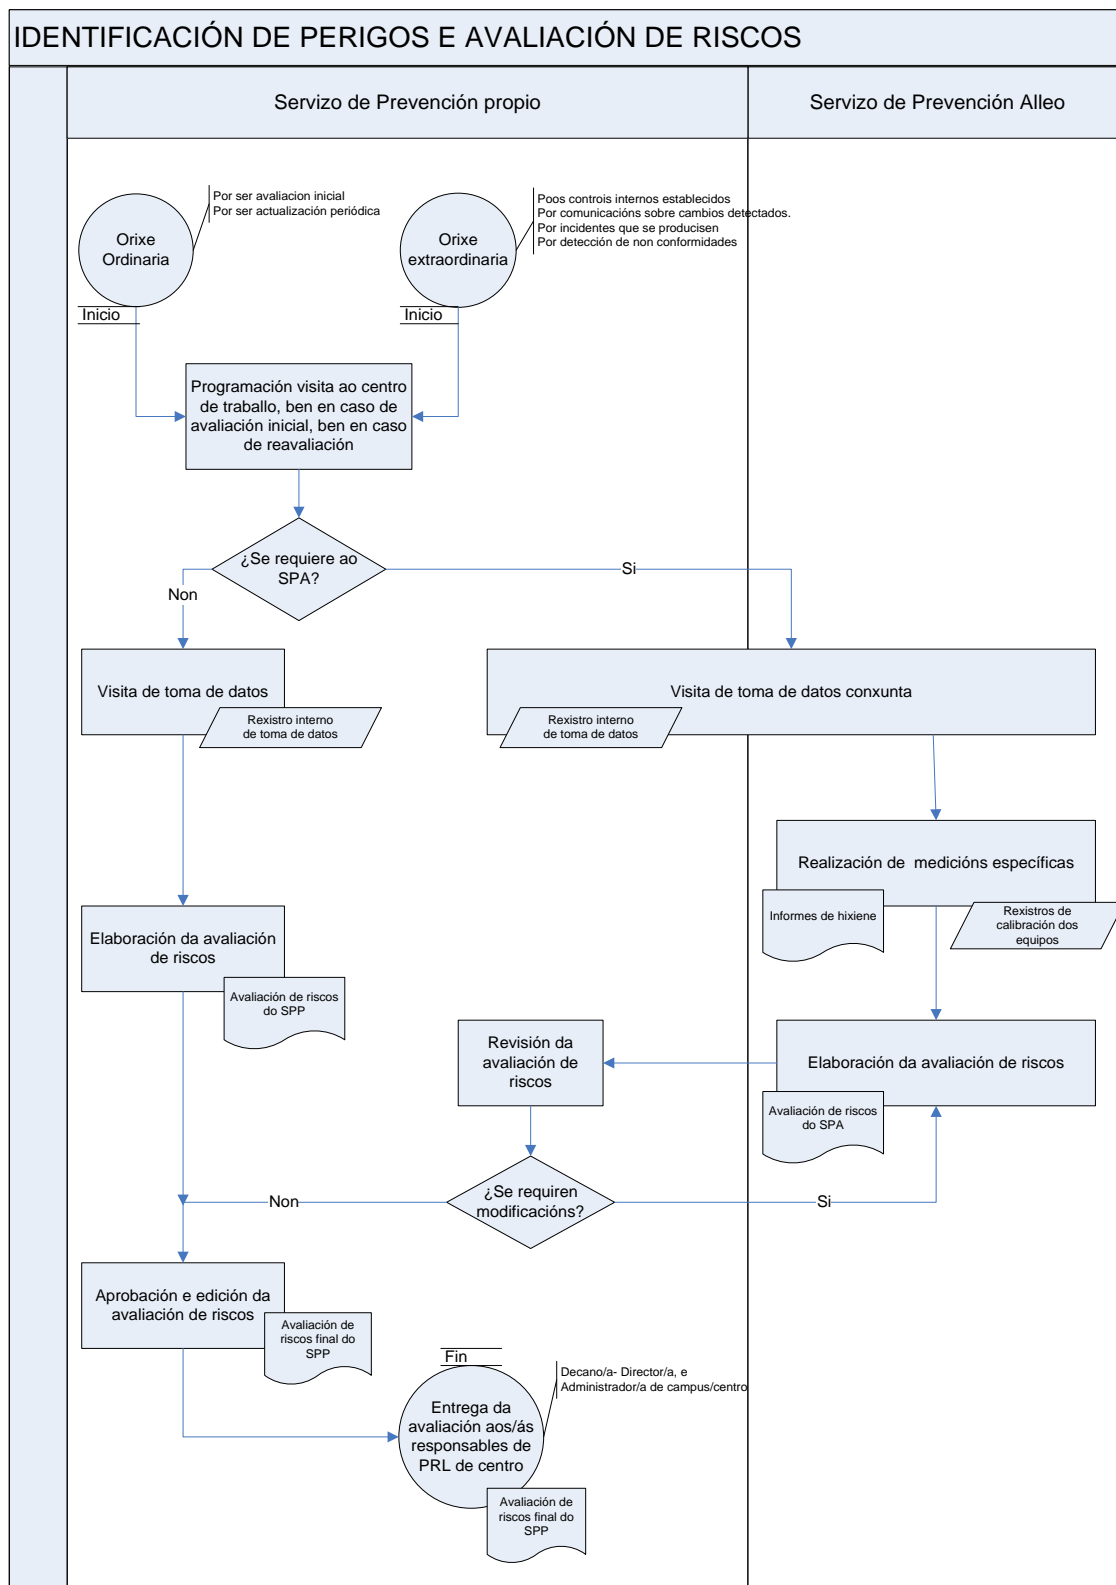 IDENTIFICACIÓN DE PERIGOS E AVALIACIÓN DE RISCOS
Servizo de Prevención propio
Servizo de Prevención Alleo
Orixe
Ordinaria
Por ser avaliacion inicial
Por ser actualización periódica
Orixe
extraordinaria
Poos controis internos establecidos
Por comunicacións sobre cambios detectados.
Por incidentes que se producisen
Por detección de non conformidades
Inicio
Inicio
Programación visita ao centro
de traballo, ben en caso de
avaliación inicial, ben en caso
de reavaliación
¿Se requiere ao
SPA?
Si
Non
Visita de toma de datos
Rexistro interno
de toma de datos
Visita de toma de datos conxunta
Rexistro interno
de toma de datos
Realización de medicións específicas
Informes de hixiene
Rexistros de
calibración dos
equipos
Elaboración da avaliación
de riscos
Avaliación de riscos
do SPP
Revisión da
avaliación de
riscos
Elaboración da avaliación de riscos
Avaliación de riscos
do SPA
¿Se requiren
modificacións?
Non
Si
Aprobación e edición da
avaliación de riscos
Avaliación de
riscos final do
SPP
Fin
Decano/a- Director/a, e
Administrador/a de campus/centro
Entrega da
avaliación aos/ás
responsables de
PRL de centro
Avaliación de
riscos final do
SPP